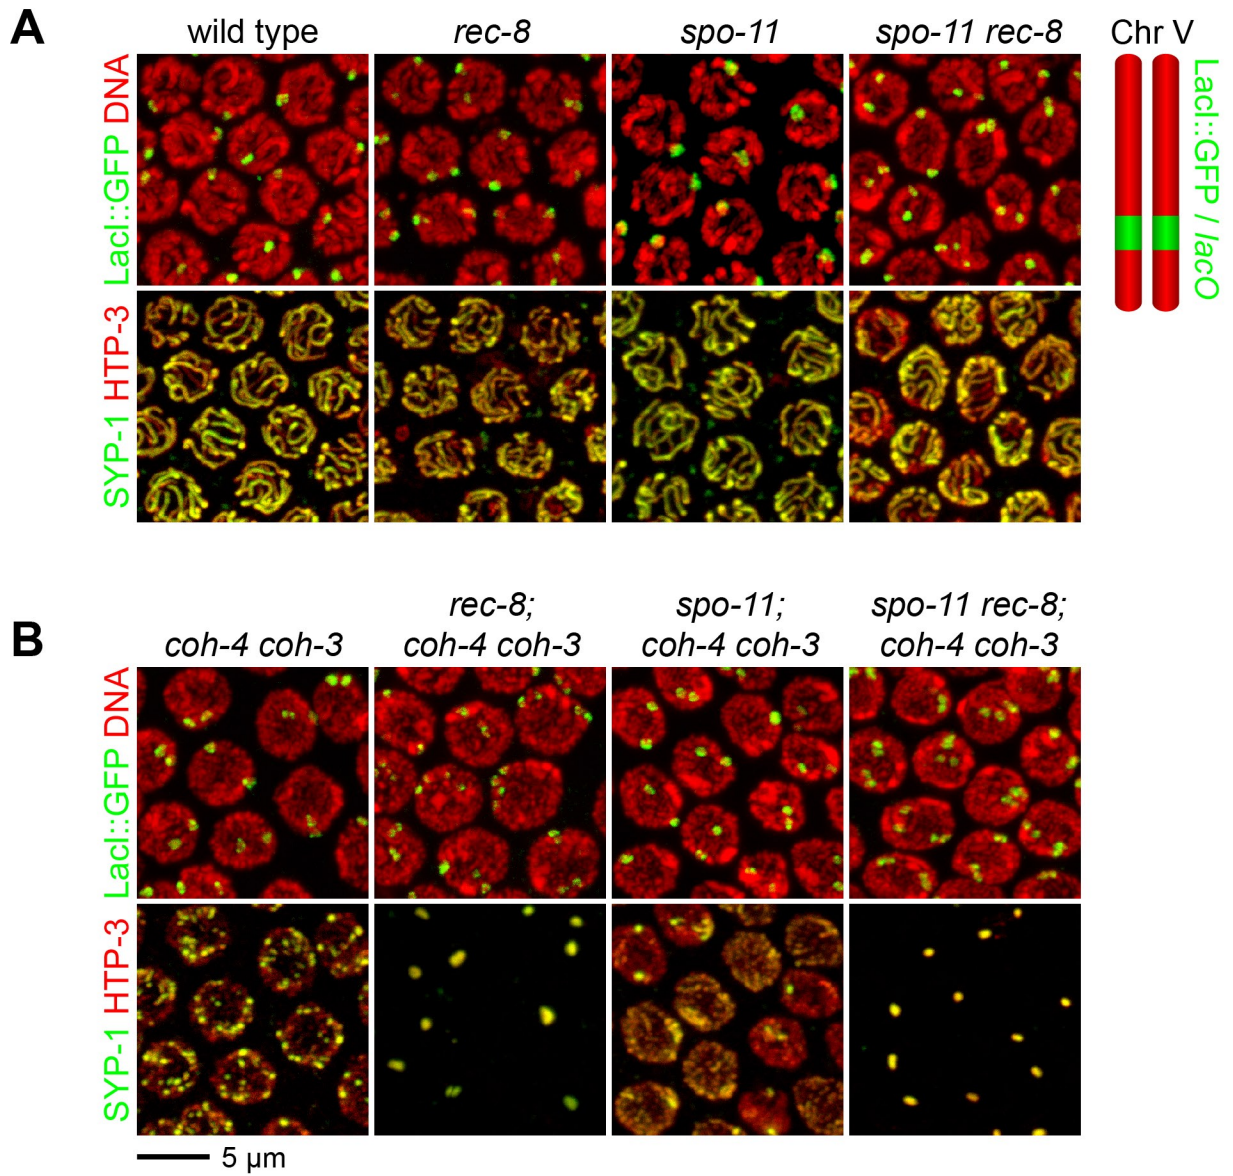 A
wild type
rec-8
spo-11
spo-11 rec-8
Chr V
LacI::GFP DNA
LacI::GFP / lacO
SYP-1 HTP-3
B
coh-4 coh-3
rec-8;
coh-4 coh-3
spo-11;
coh-4 coh-3
spo-11 rec-8;
coh-4 coh-3
LacI::GFP DNA
SYP-1 HTP-3
5 µm